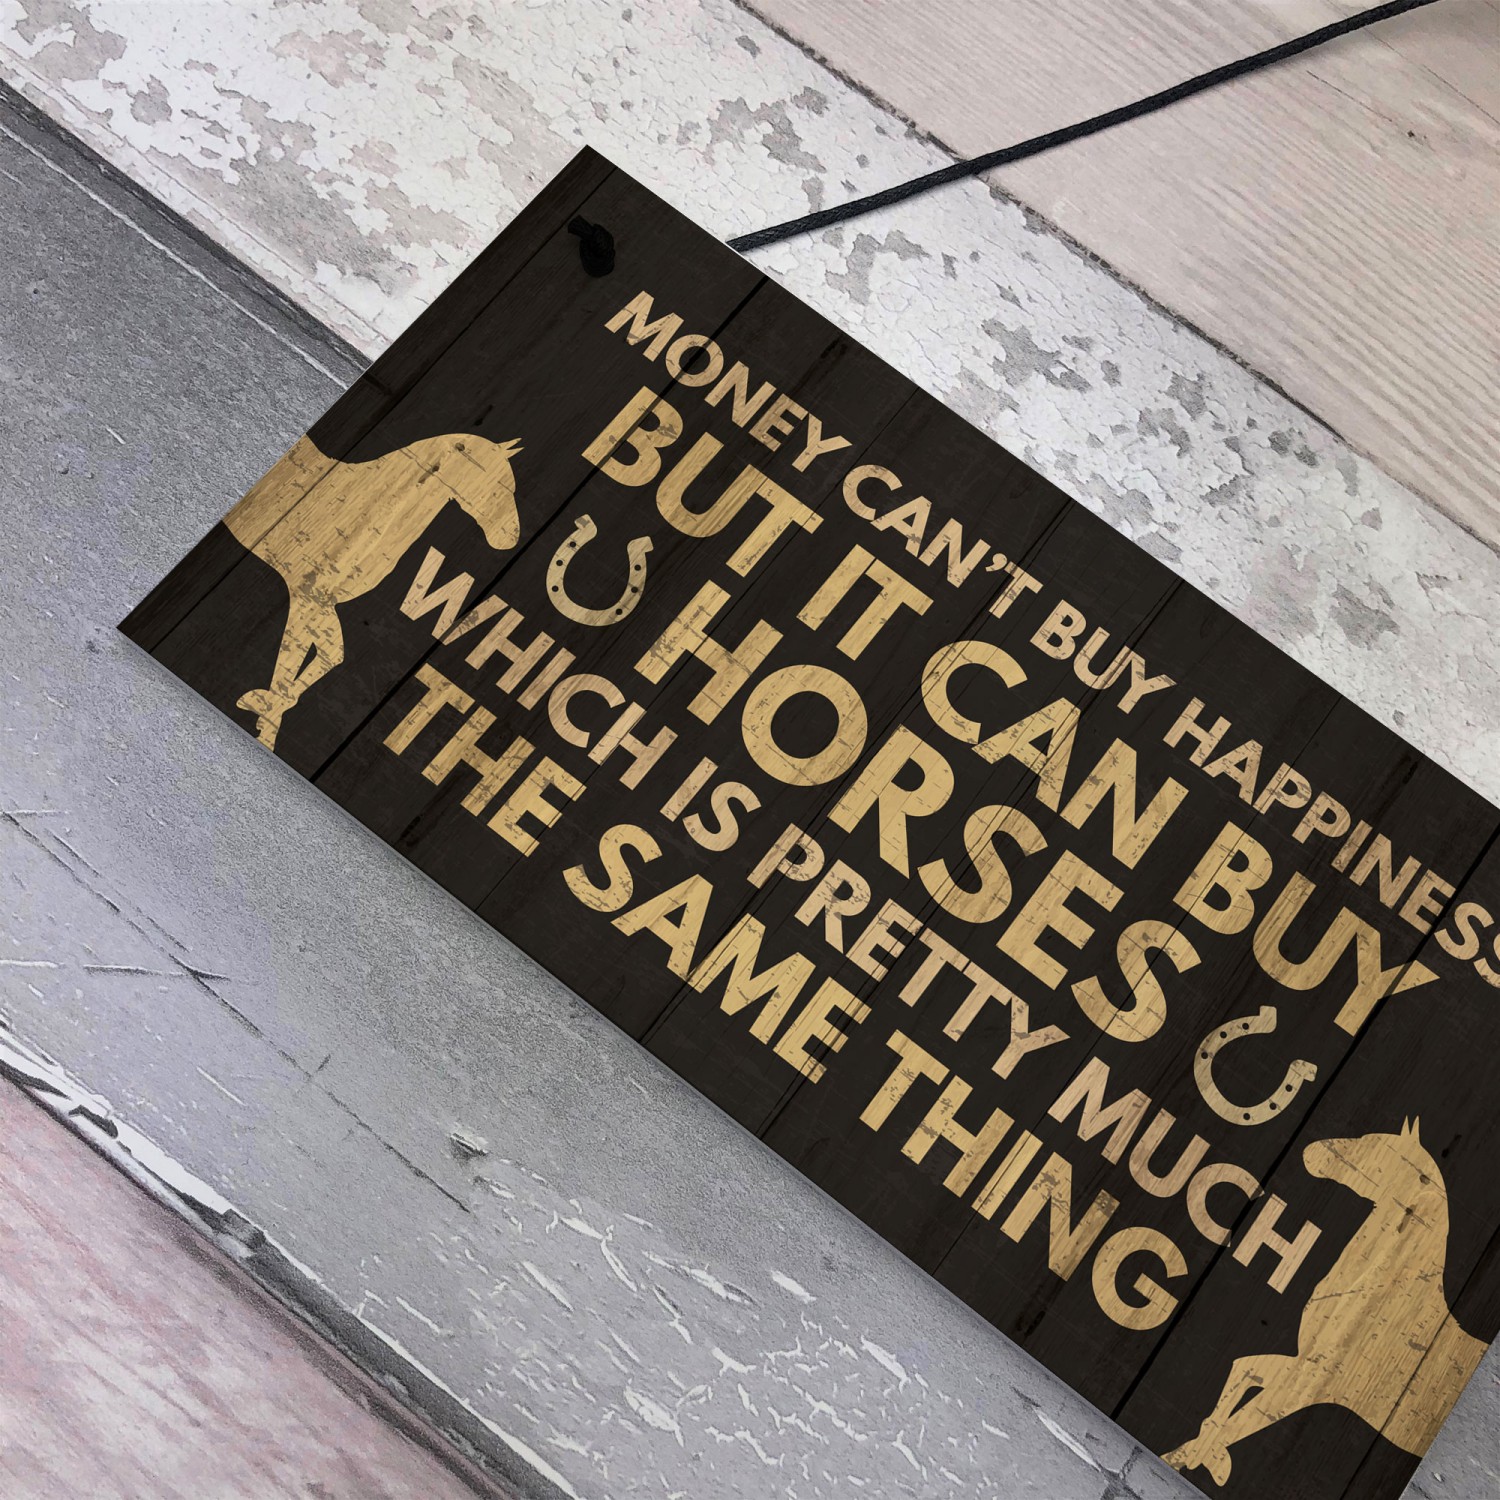 MONEY CAN'T BUY HAPPINESS
BUT IT CAN BUY
HORSES
WHICH IS PRETTY MUCH
THE SAME THING